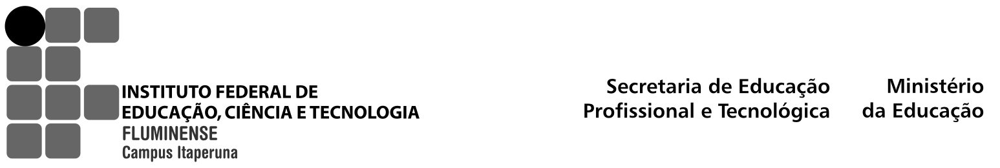 INSTITUTO FEDERAL DE
EDUCAÇÃO, CIÊNCIA E TECNOLOGIA
FLUMINENSE
Campus Itaperuna
Secretaria de Educação
Profissional e Tecnológica
Ministério
da Educação